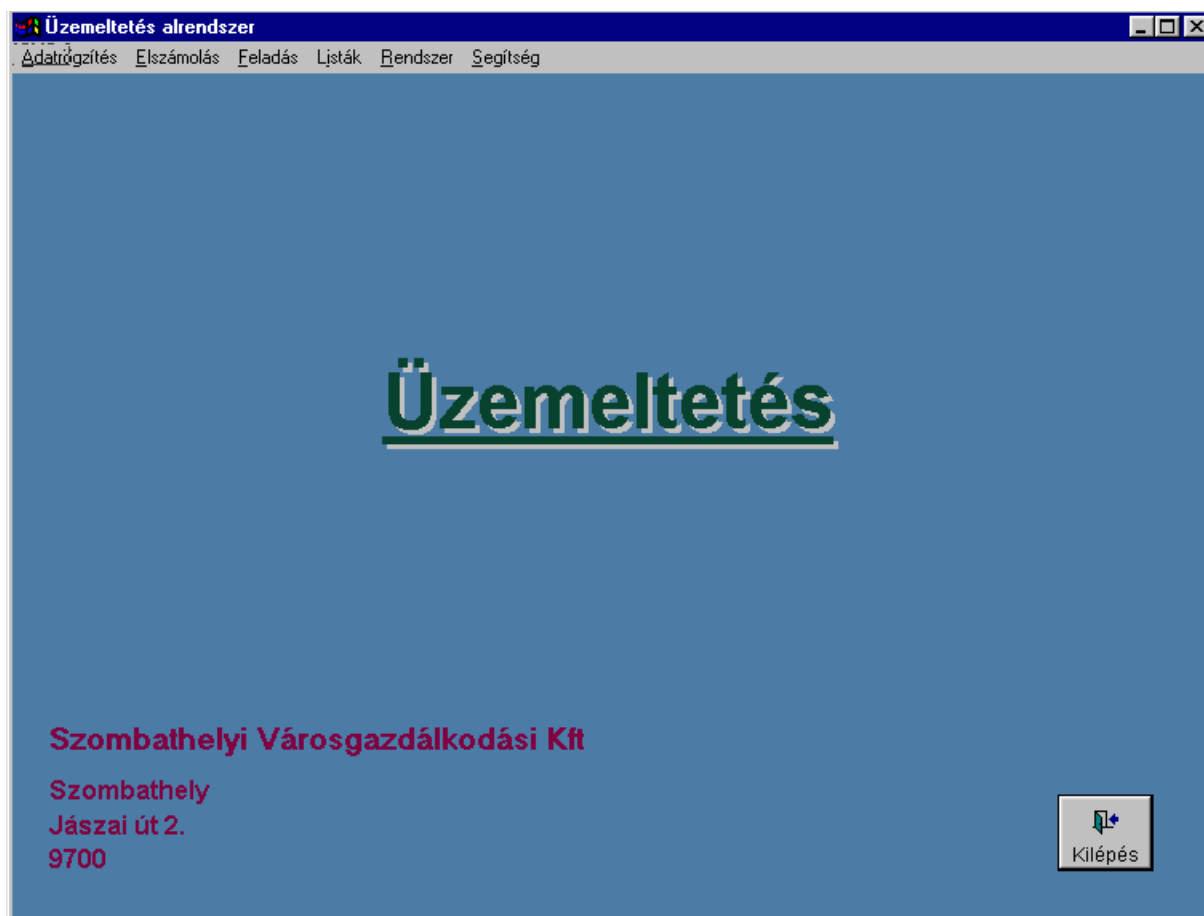 Üzemeltetés alrendszer
Adatrögzítés Elszámolás Feladás Listák Rendszer Segítség
Üzemeltetés
Szombathelyi Városgazdálkodási Kft
Szombathely
Jászai út 2.
9700
Kilépés